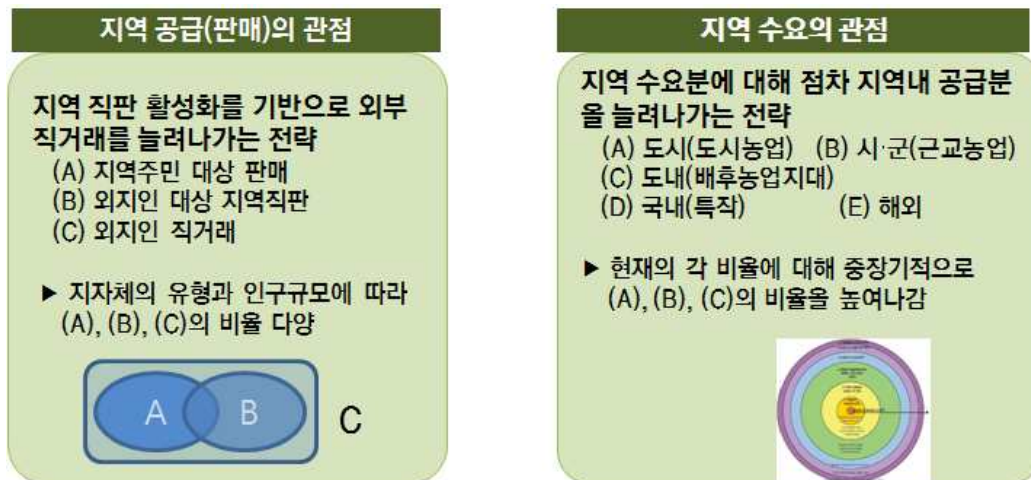 지역 공급(판매)의 관점
지역 직판 활성화를 기반으로 외부
직거래를 늘려나가는 전략
(A) 지역주민 대상 판매
(B) 외지인 대상 지역직판
(C) 외지인 직거래
▶ 지자체의 유형과 인구규모에 따라
(A), (B), (C)의 비율 다양
A B C
지역 수요의 관점
지역 수요분에 대해 점차 지역내 공급분
을 늘려나가는 전략
(A) 도시(도시농업) (B) 시·군(근교농업)
(C) 도내(배후농업지대)
(D) 국내(특작) (E) 해외
▶ 현재의 각 비율에 대해 중장기적으로
(A), (B), (C)의 비율을 높여나감